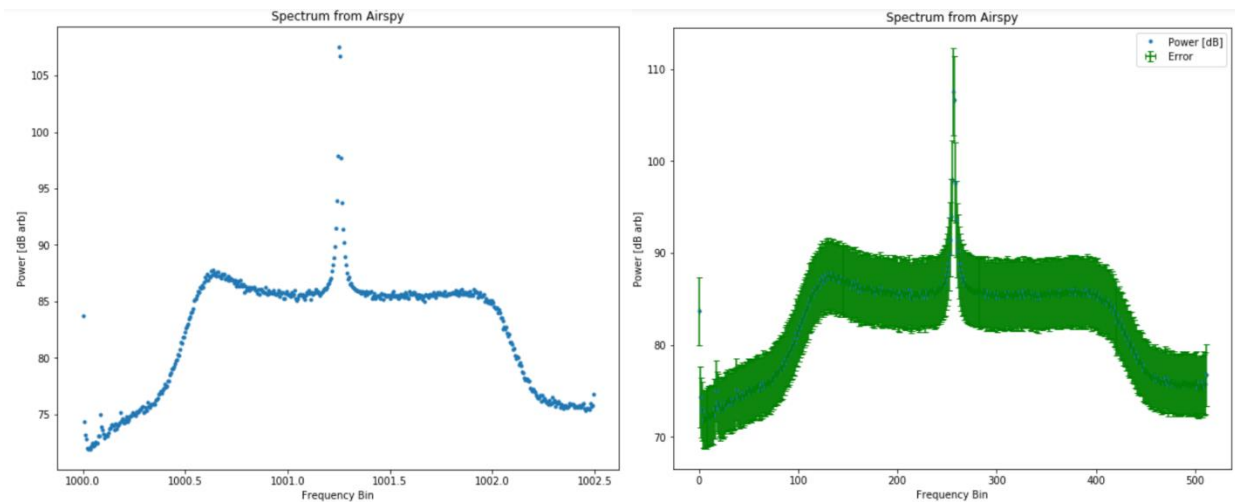 Spectrum from Airspy
105
100
95
90
85
80
75
Power [dB arb]
1000.0 1000.5 1001.0 1001.5 1002.0 1002.5
Frequency Bin
Spectrum from Airspy
Power [dB]
Error
110
100
90
80
70
Power [dB arb]
0 100 200 300 400 500
Frequency Bin